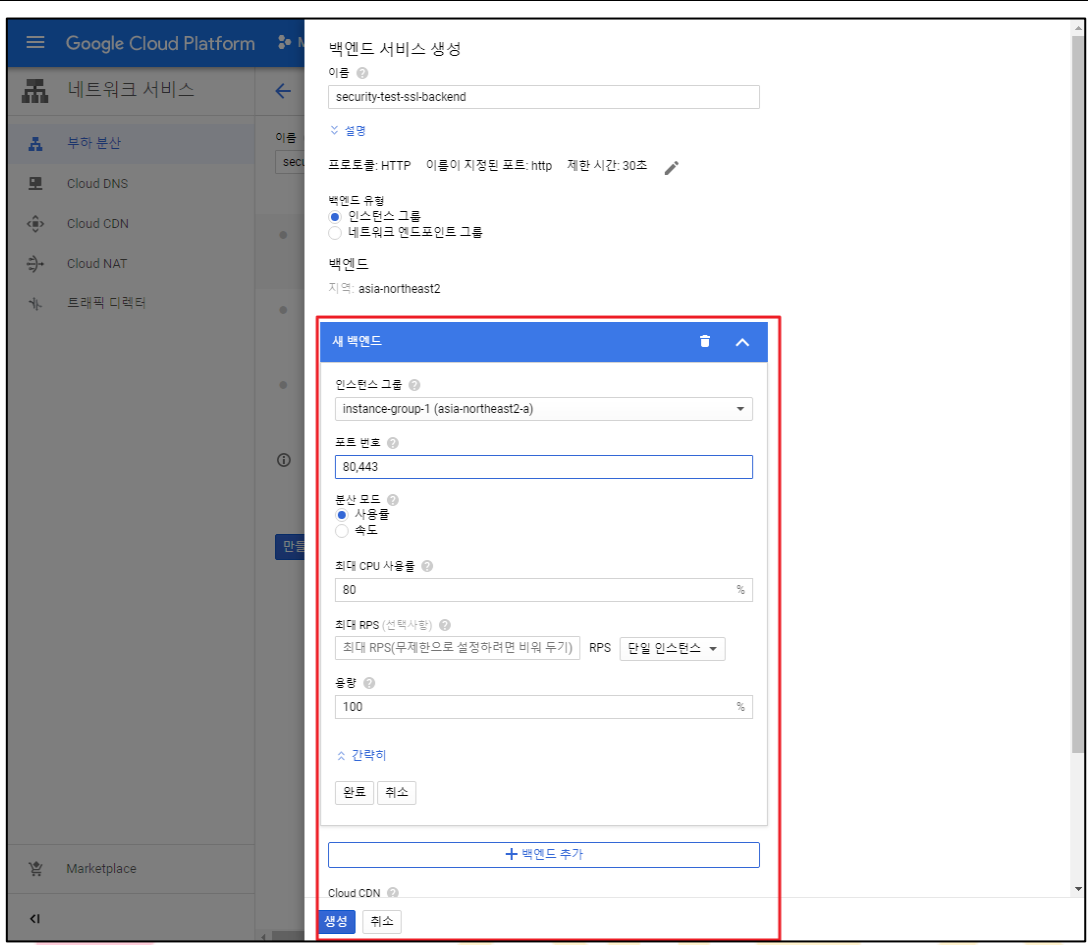 Google Cloud Platform
네트워크 서비스
부하 분산
Cloud DNS
Cloud CDN
Cloud NAT
트래픽 디렉터
Marketplace
이름
secu
만들
백엔드 서비스 생성
이름
security-test-ssl-backend
설명
프로토콜: HTTP 이름이 지정된 포트: http 제한 시간: 30초
백엔드 유형
인스턴스 그룹
네트워크 엔드포인트 그룹
백엔드
지역: asia-northeast2
새 백엔드
인스턴스 그룹
instance-group-1 (asia-northeast2-a)
포트 번호
80,443
분산 모드
사용률
속도
최대 CPU 사용률
80 %
최대 RPS (선택사항)
최대 RPS(무제한으로 설정하려면 비워 두기) RPS 단일 인스턴스
용량
100 %
간략히
완료 취소
+ 백엔드 추가
Cloud CDN
생성 취소